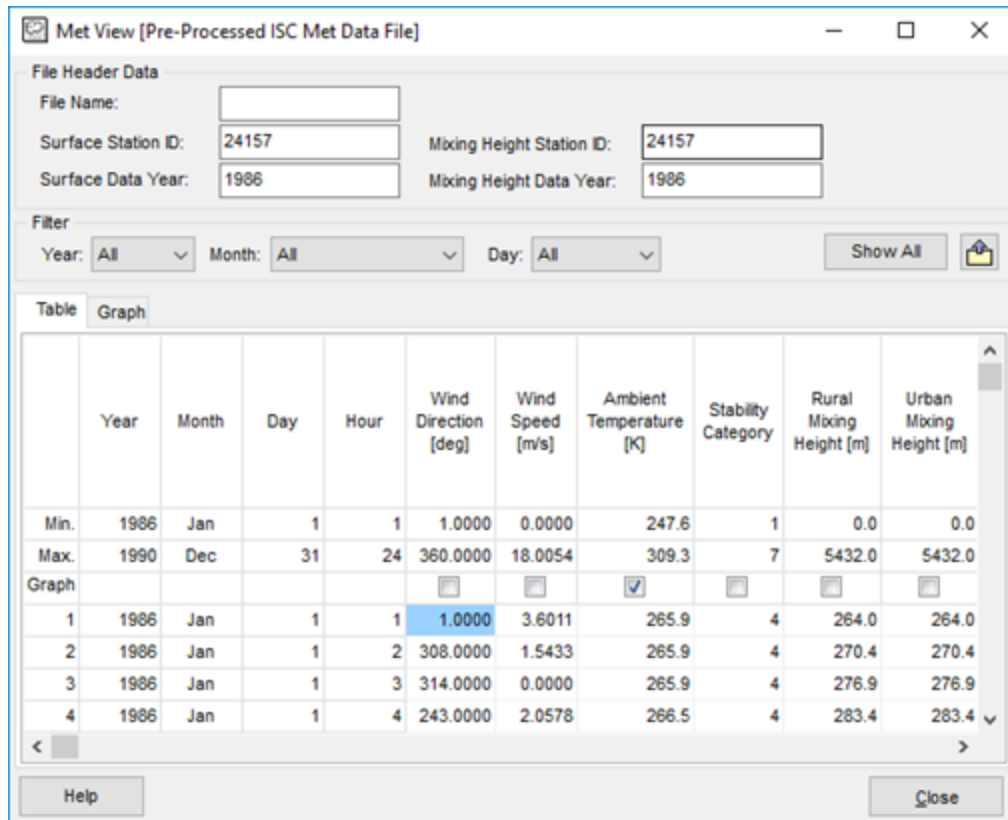 Met View [Pre-Processed ISC Met Data File]
File Header Data
File Name:
Surface Station ID: 24157 Mixing Height Station ID: 24157
Surface Data Year: 1986 Mixing Height Data Year: 1986
Filter
Year: All Month: All Day: All Show All
Table Graph
Year Month Day Hour Wind Direction [deg] Wind Speed [m/s] Ambient Temperature [K] Stability Category Rural Mixing Height [m] Urban Mixing Height [m]
Min. 1986 Jan 1 1 1.0000 0.0000 247.6 1 0.0 0.0
Max. 1990 Dec 31 24 360.0000 18.0054 309.3 7 5432.0 5432.0
Graph
1 1986 Jan 1 1 1.0000 3.6011 265.9 4 264.0 264.0
2 1986 Jan 1 2 308.0000 1.5433 265.9 4 270.4 270.4
3 1986 Jan 1 3 314.0000 0.0000 265.9 4 276.9 276.9
4 1986 Jan 1 4 243.0000 2.0578 266.5 4 283.4 283.4
Help Close